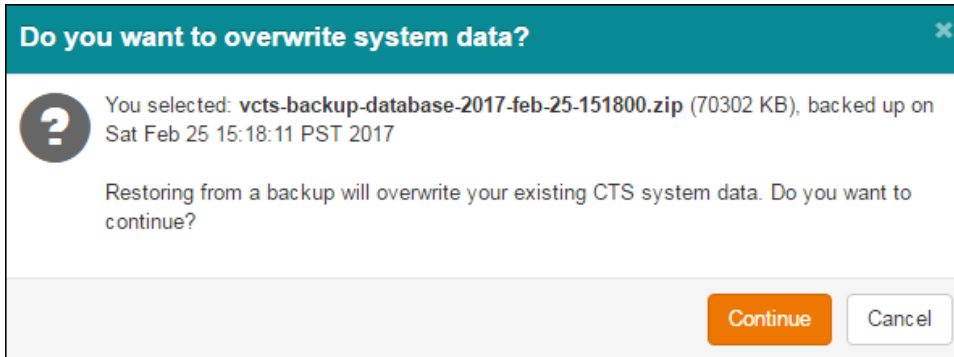 Do you want to overwrite system data?
×
You selected: vcts-backup-database-2017-feb-25-151800.zip (70302 KB), backed up on
Sat Feb 25 15:18:11 PST 2017
Restoring from a backup will overwrite your existing CTS system data. Do you want to
continue?
Continue
Cancel